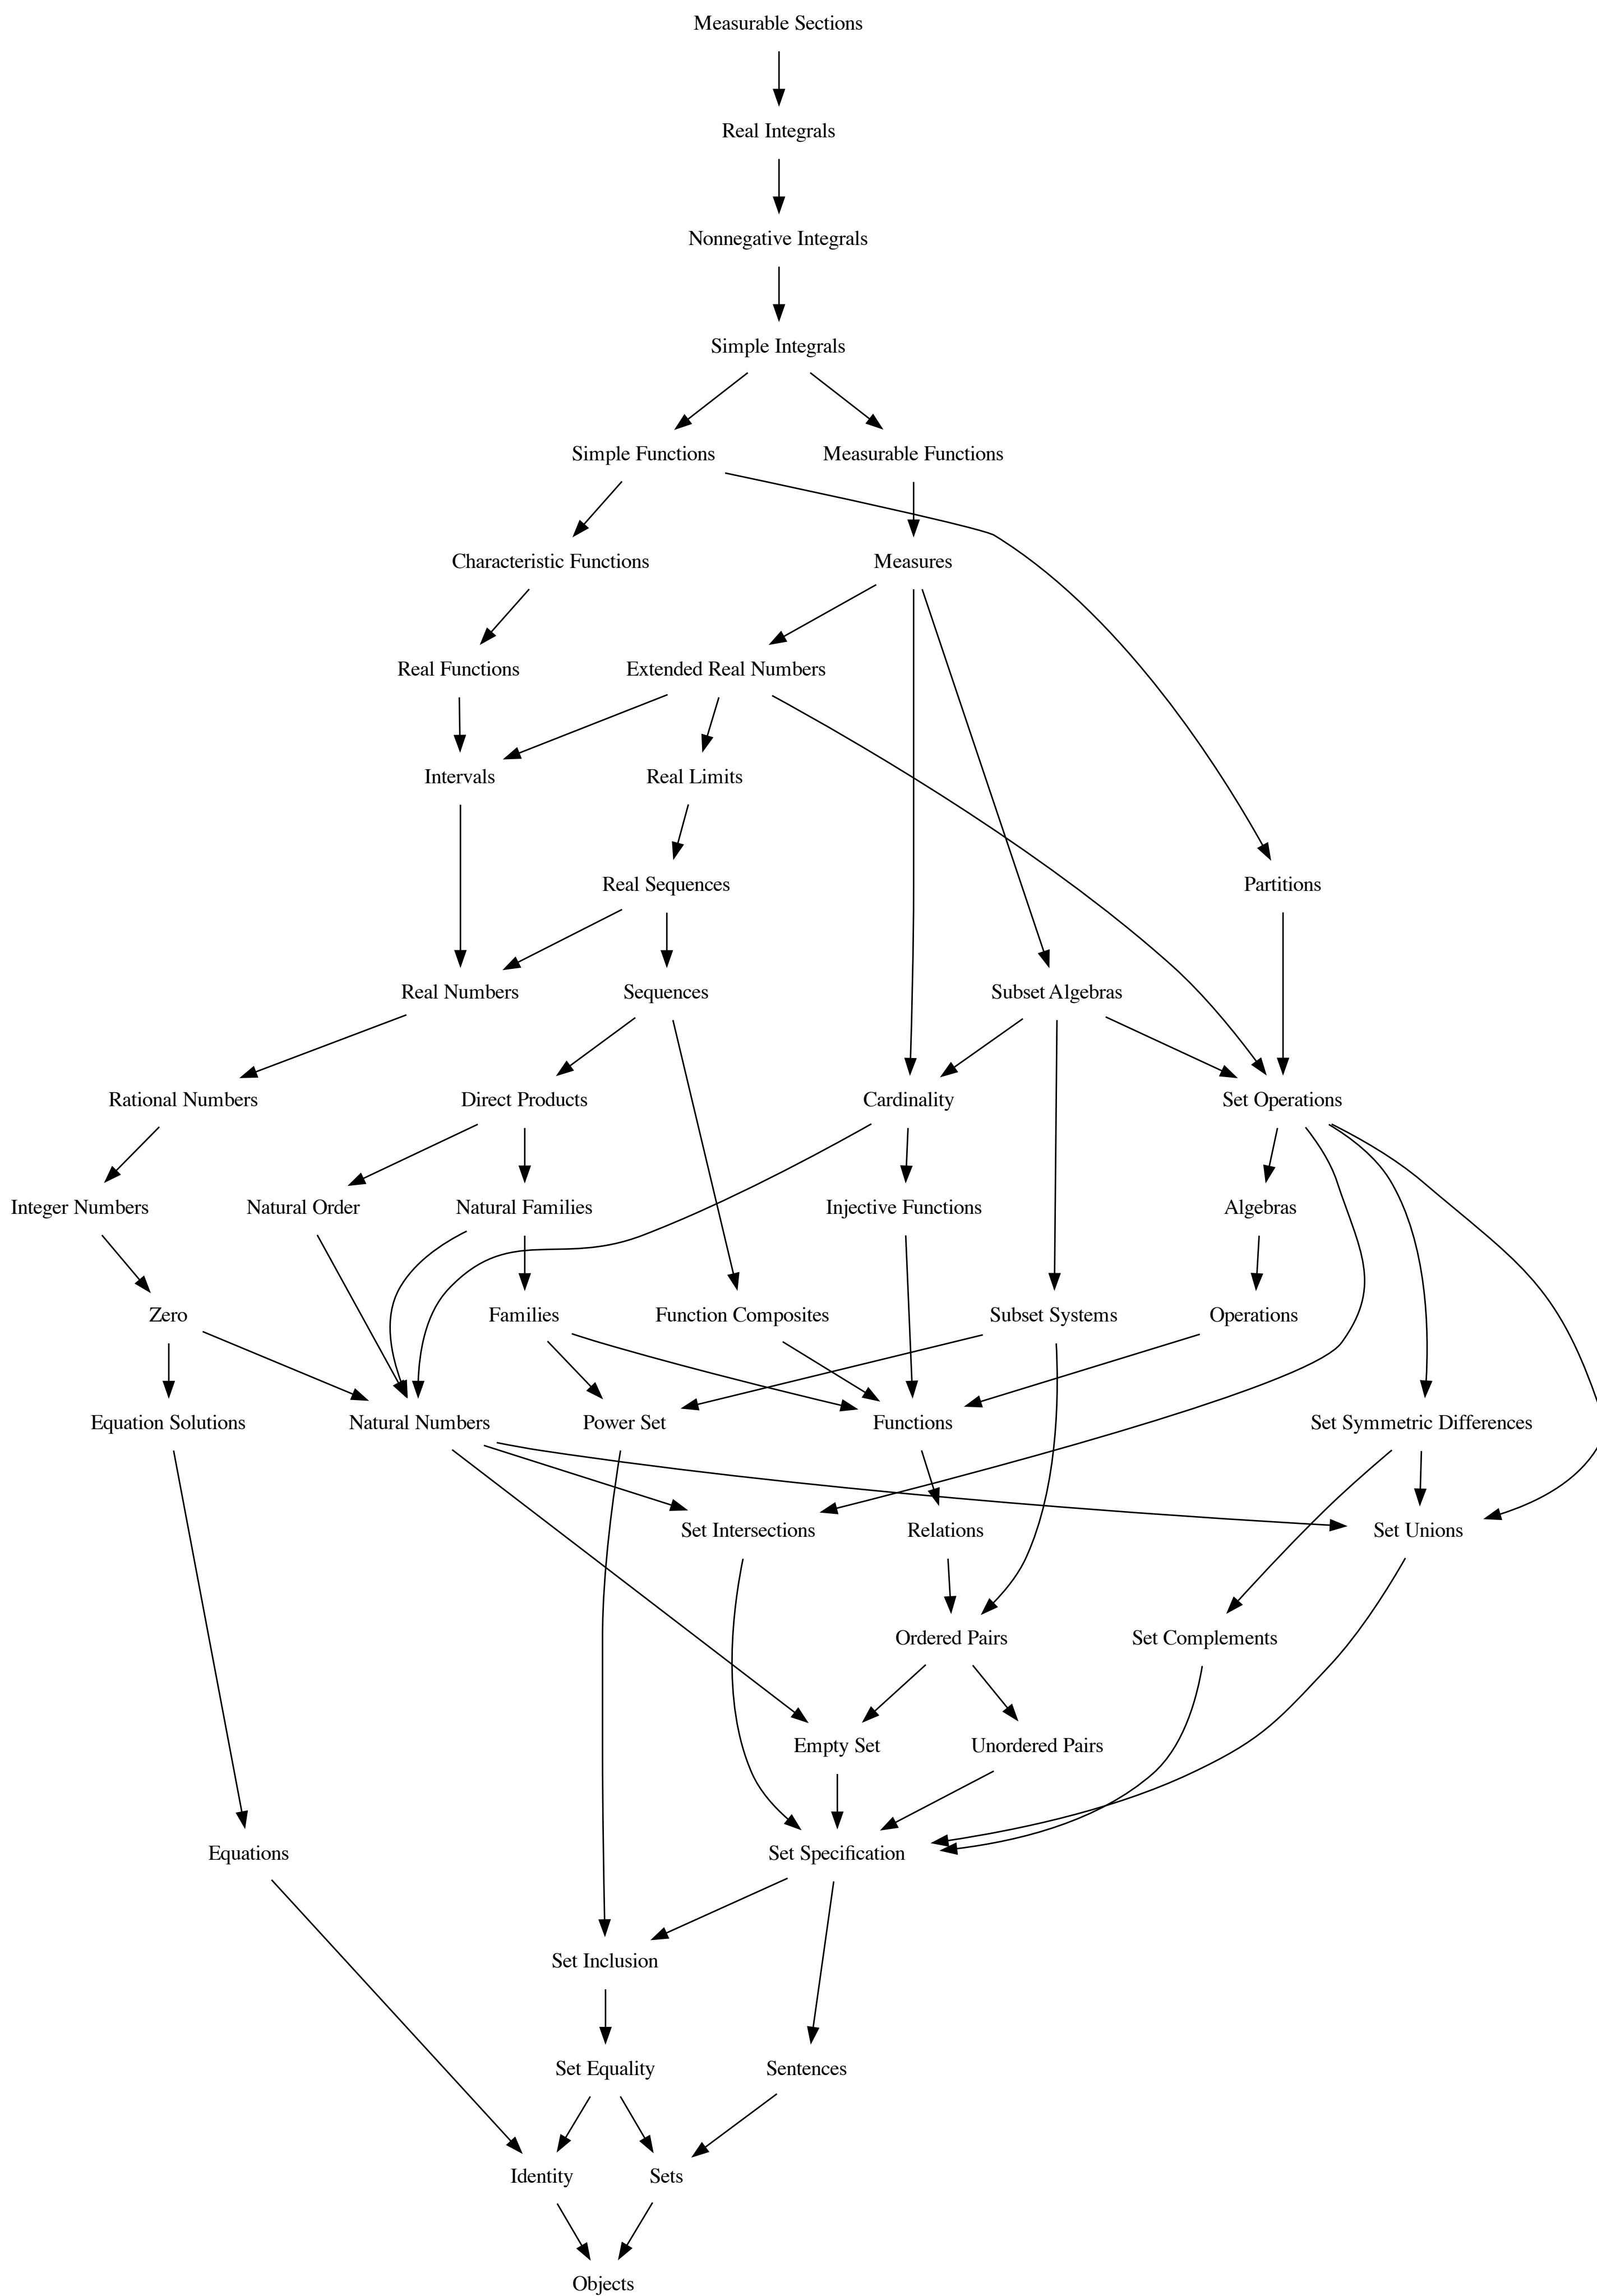 Measurable Sections
Real Integrals
Nonnegative Integrals
Simple Integrals
Simple Functions
Measurable Functions
Characteristic Functions
Measures
Real Functions
Extended Real Numbers
Intervals
Real Limits
Real Sequences
Partitions
Real Numbers
Sequences
Subset Algebras
Rational Numbers
Direct Products
Cardinality
Set Operations
Integer Numbers
Natural Order
Natural Families
Injective Functions
Algebras
Zero
Families
Function Composites
Subset Systems
Operations
Equation Solutions
Natural Numbers
Power Set
Functions
Set Symmetric Differences
Set Intersections
Relations
Set Unions
Ordered Pairs
Set Complements
Empty Set
Unordered Pairs
Equations
Set Specification
Set Inclusion
Set Equality
Sentences
Identity
Sets
Objects